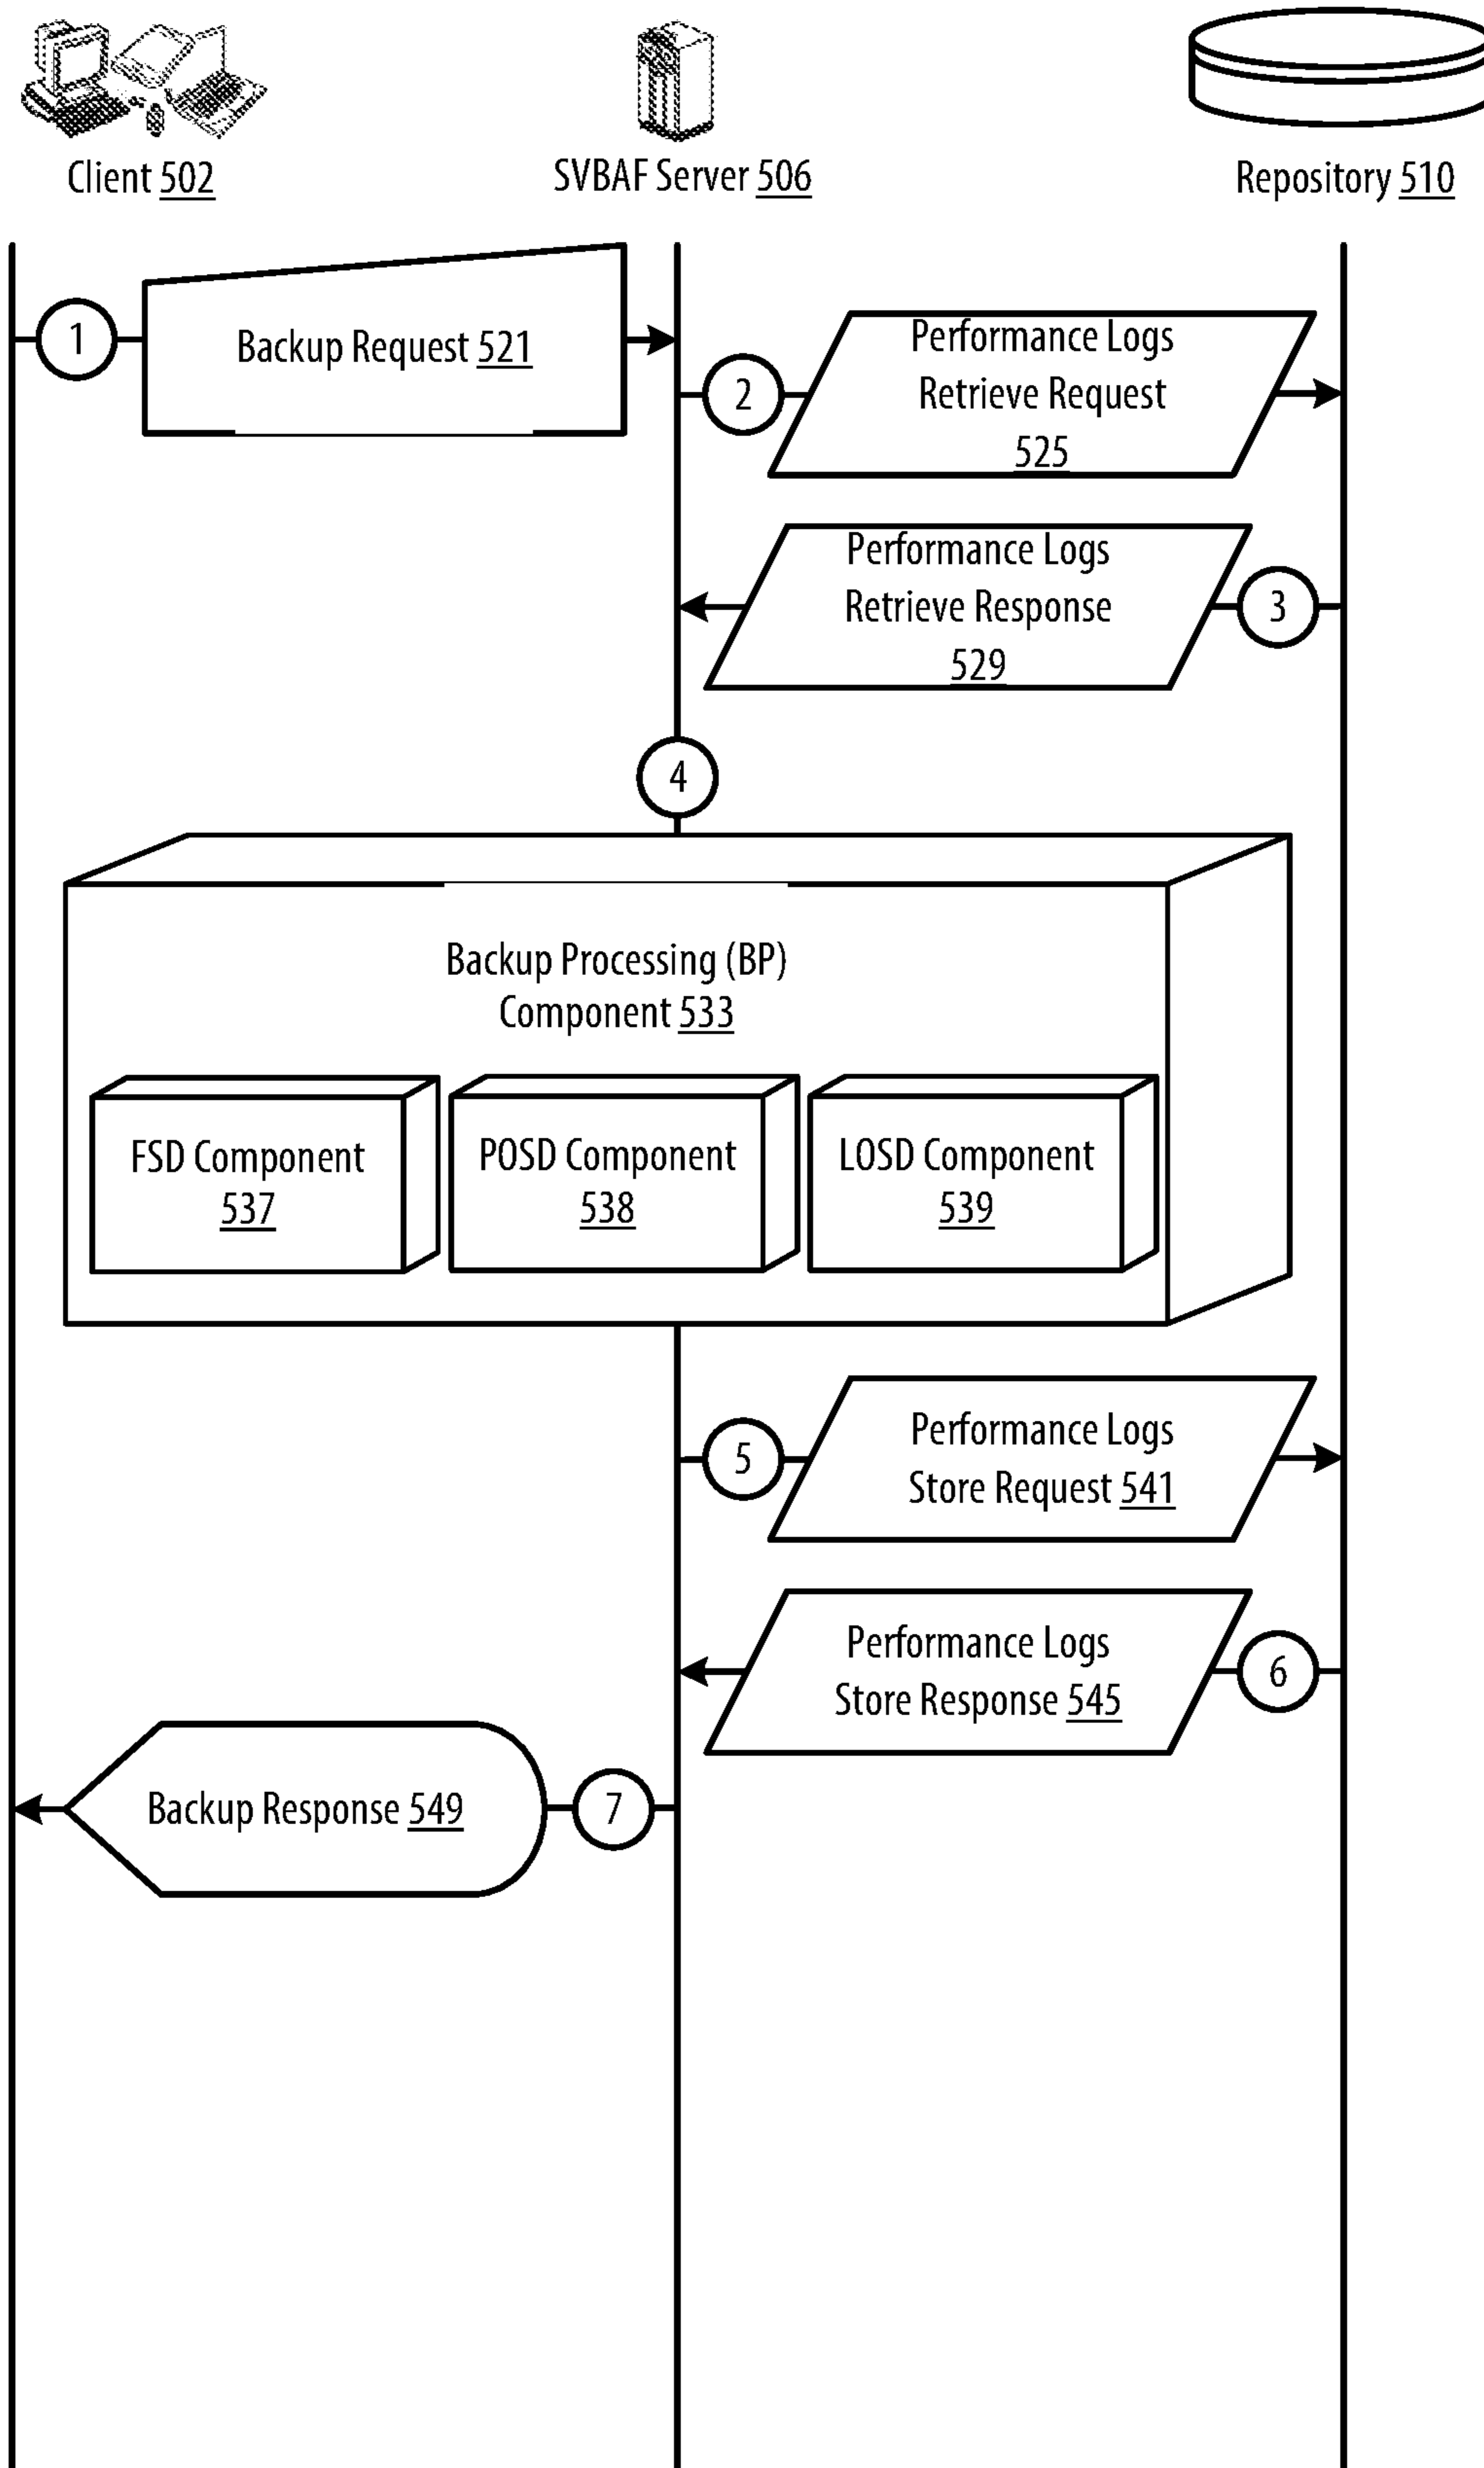 Client 502
SVBAF Server 506
Repository 510
1
Backup Request 521
2
Performance Logs
Retrieve Request
525
Performance Logs
Retrieve Response
529
3
4
Backup Processing (BP)
Component 533
FSD Component
537
POSD Component
538
LOSD Component
539
5
Performance Logs
Store Request 541
Performance Logs
Store Response 545
6
Backup Response 549
7